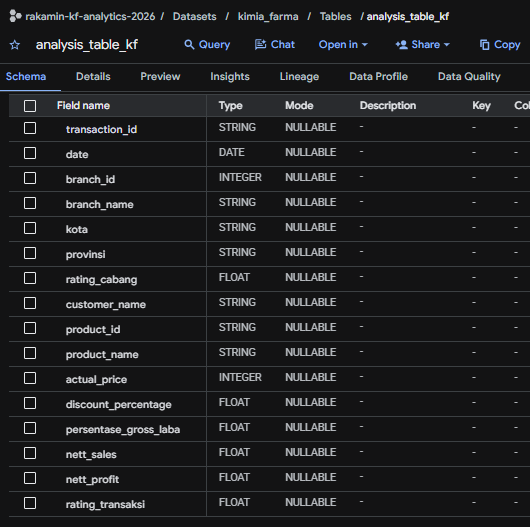 rakamin-kf-analytics-2026 / Datasets / kimia_farma / Tables / analysis_table_kf
analysis_table_kf Query Chat Open in Share Copy
Schema Details Preview Insights Lineage Data Profile Data Quality
Field name Type Mode Description Key Col
transaction_id STRING NULLABLE - - -
date DATE NULLABLE - - -
branch_id INTEGER NULLABLE - - -
branch_name STRING NULLABLE - - -
kota STRING NULLABLE - - -
provinsi STRING NULLABLE - - -
rating_cabang FLOAT NULLABLE - - -
customer_name STRING NULLABLE - - -
product_id STRING NULLABLE - - -
product_name STRING NULLABLE - - -
actual_price INTEGER NULLABLE - - -
discount_percentage FLOAT NULLABLE - - -
persentase_gross_laba FLOAT NULLABLE - - -
nett_sales FLOAT NULLABLE - - -
nett_profit FLOAT NULLABLE - - -
rating_transaksi FLOAT NULLABLE - - -